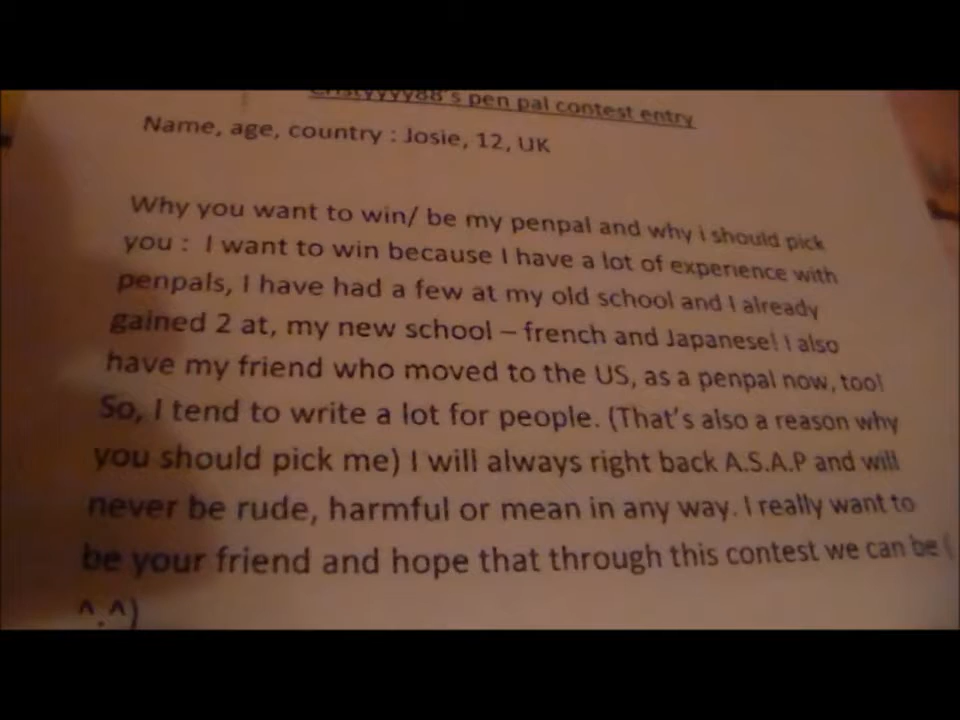 Cristyyyy88's pen pal contest entry
Name, age, country : Josie, 12, UK
Why you want to win/ be my penpal and why i should pick
you : I want to win because I have a lot of experience with
penpals, I have had a few at my old school and I already
gained 2 at, my new school – french and Japanese! I also
have my friend who moved to the US, as a penpal now, too!
So, I tend to write a lot for people. (That's also a reason why
you should pick me) I will always right back A.S.A.P and will
never be rude, harmful or mean in any way. I really want to
be your friend and hope that through this contest we can be (
^.^)